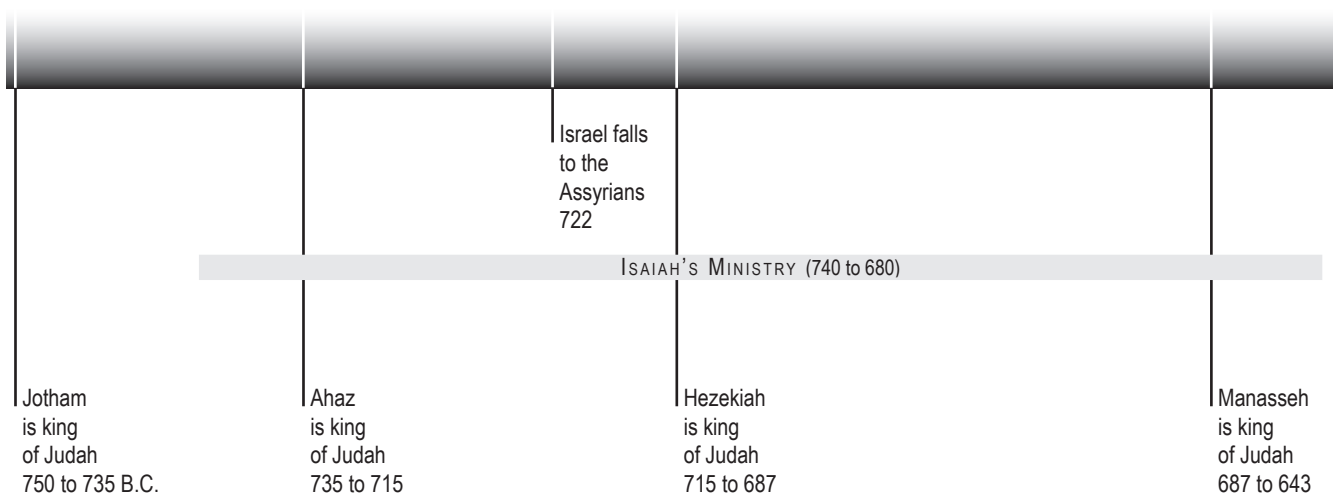 Israel falls
to the
Assyrians
722
ISAIAH'S MINISTRY (740 to 680)
Jotham
is king
of Judah
750 to 735 B.C.
Ahaz
is king
of Judah
735 to 715
Hezekiah
is king
of Judah
715 to 687
Manasseh
is king
of Judah
687 to 643